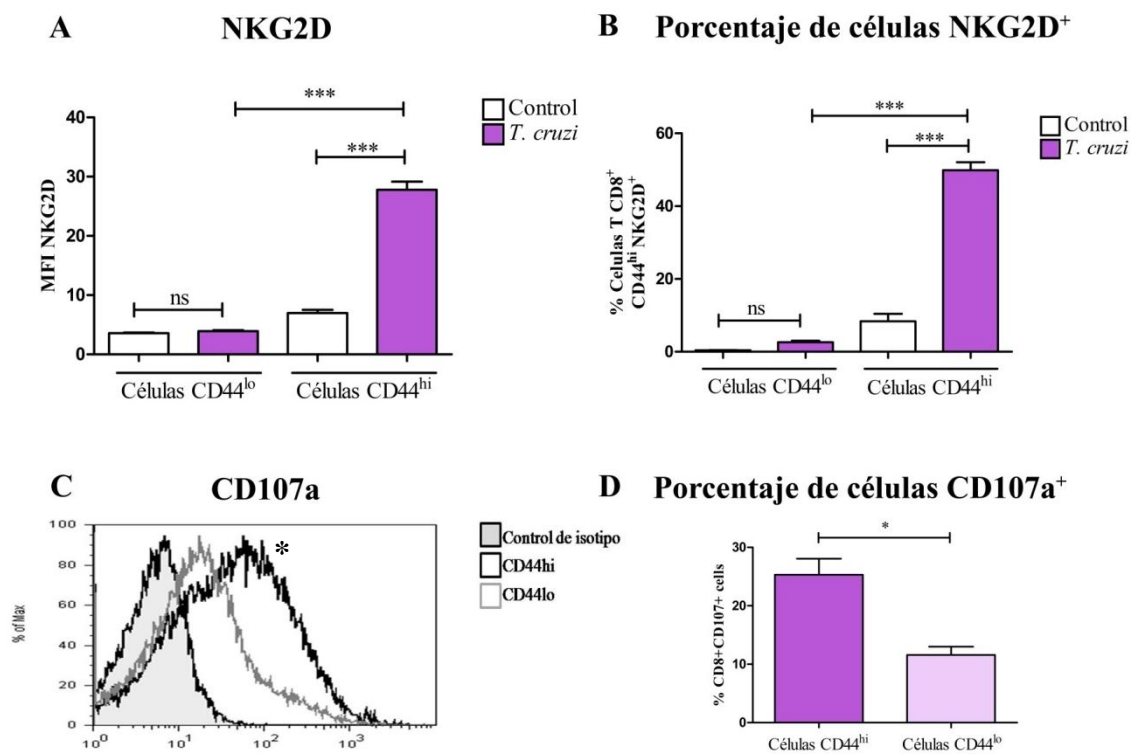 A NKG2D
***
***
ns
Control
T. cruzi
MFI NKG2D
40
30
20
10
0
Células CD44lo
Células CD44hi
B Porcentaje de células NKG2D+
***
***
ns
Control
T. cruzi
% Celulas T CD8+
CD44hi NKG2D+
60
40
20
0
Células CD44lo
Células CD44hi
C CD107a
*
Control de isotipo
CD44hi
CD44lo
% of Max
100
80
60
40
20
0
10^0 10^1 10^2 10^3
D Porcentaje de células CD107a+
*
% CD8+CD107+ cells
30
20
10
0
Células CD44hi
Células CD44lo